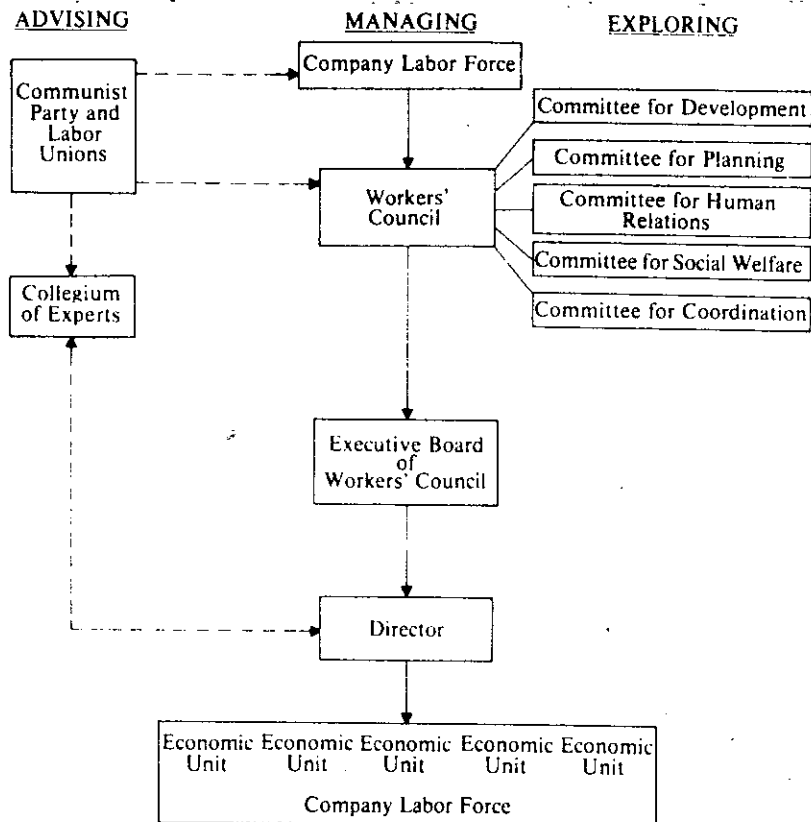 ADVISING
MANAGING
EXPLORING
Communist
Party and
Labor
Unions
Company Labor Force
Workers'
Council
Committee for Development
Committee for Planning
Committee for Human
Relations
Committee for Social Welfare
Committee for Coordination
Collegium
of Experts
Executive Board
of
Workers' Council
Director
Economic Economic Economic Economic Economic
Unit Unit Unit Unit Unit
Company Labor Force